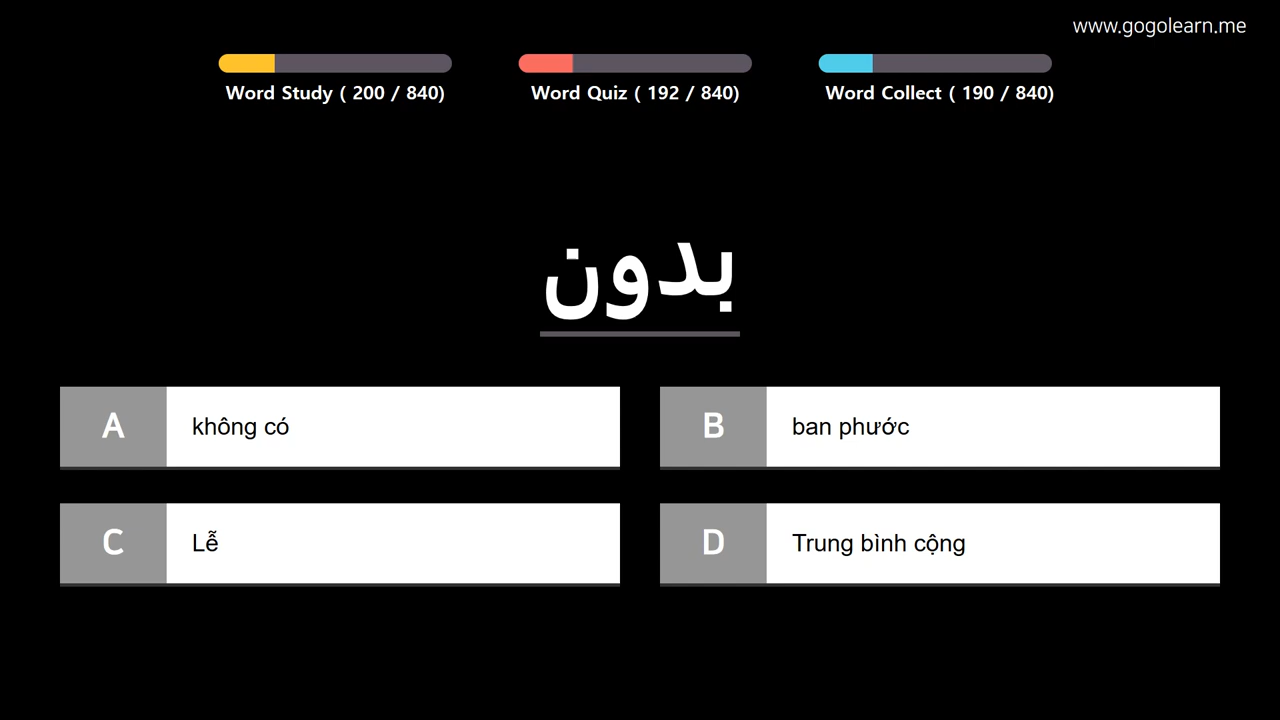 www.gogolearn.me
Word Study ( 200 / 840)
Word Quiz ( 192 / 840)
Word Collect ( 190 / 840)
بدون
A không có
B ban phước
C Lễ
D Trung bình cộng